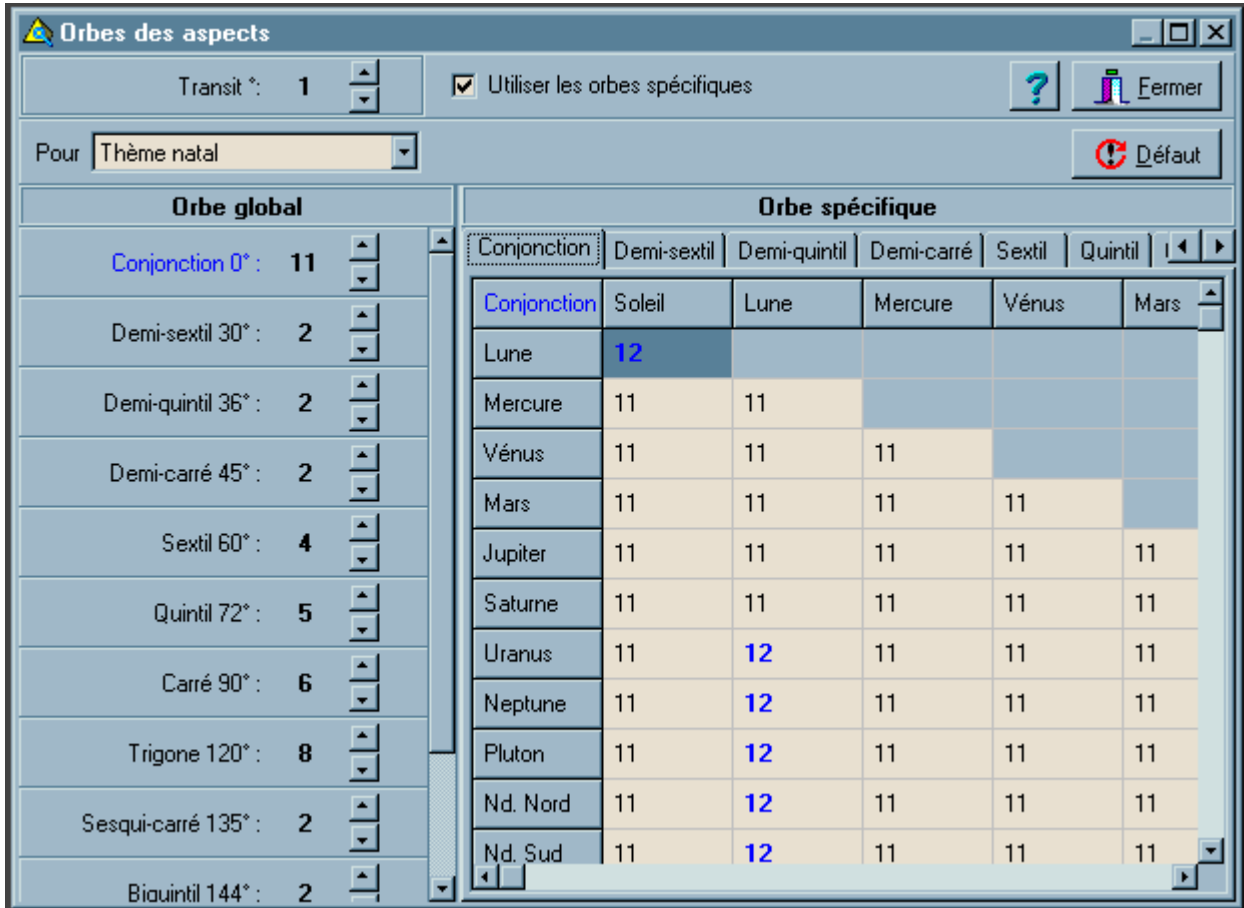 Orbes des aspects
Transit °: 1
Utiliser les orbes spécifiques
? Fermer
Pour Thème natal
Défaut
Orbe global
Conjonction 0° : 11
Demi-sextil 30° : 2
Demi-quintil 36° : 2
Demi-carré 45° : 2
Sextil 60° : 4
Quintil 72° : 5
Carré 90° : 6
Trigone 120° : 8
Sesqui-carré 135° : 2
Biquintil 144° : 2
Orbe spécifique
Conjonction Demi-sextil Demi-quintil Demi-carré Sextil Quintil
Conjonction Soleil Lune Mercure Vénus Mars
Lune 12
Mercure 11 11
Vénus 11 11 11
Mars 11 11 11 11
Jupiter 11 11 11 11 11
Saturne 11 11 11 11 11
Uranus 11 12 11 11 11
Neptune 11 12 11 11 11
Pluton 11 12 11 11 11
Nd. Nord 11 12 11 11 11
Nd. Sud 11 12 11 11 11